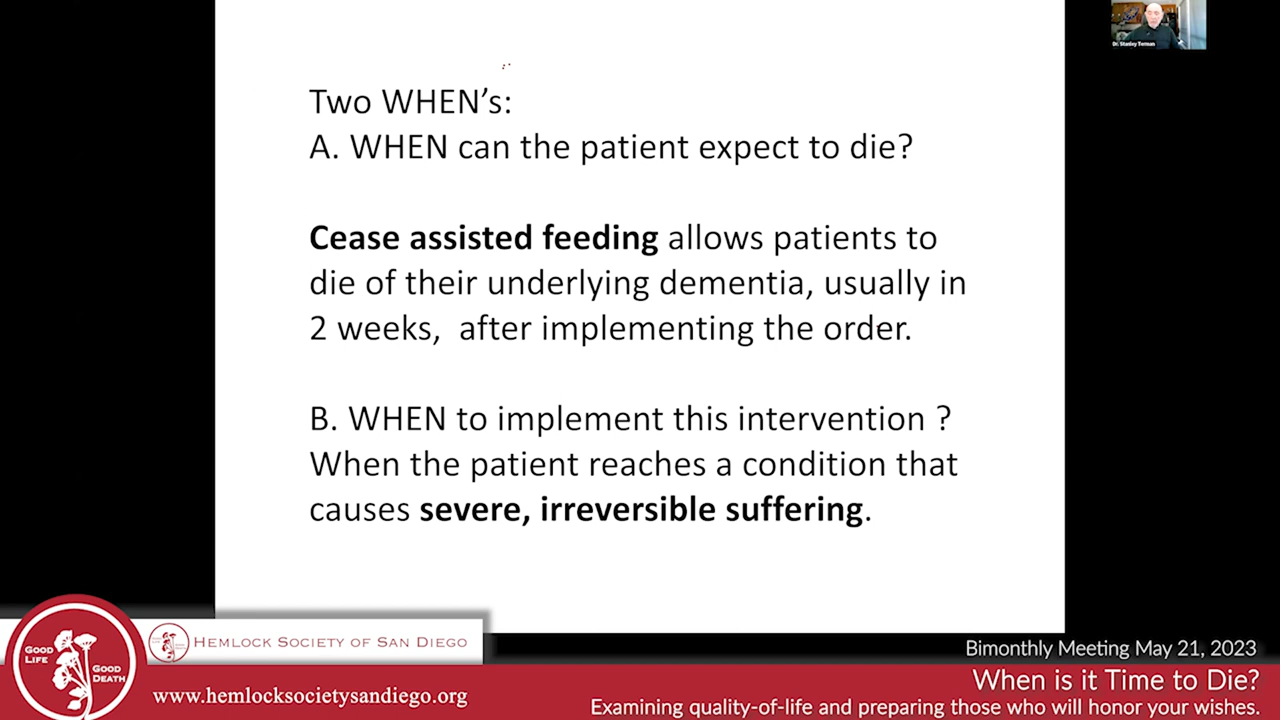 Dr. Stanley Terman
Two WHEN's:
A. WHEN can the patient expect to die?
Cease assisted feeding allows patients to
die of their underlying dementia, usually in
2 weeks,  after implementing the order.
B. WHEN to implement this intervention ?
When the patient reaches a condition that
causes severe, irreversible suffering.
GOOD
LIFE
GOOD
DEATH
HEMLOCK SOCIETY OF SAN DIEGO
www.hemlocksocietysandiego.org
Bimonthly Meeting May 21, 2023
When is it Time to Die?
Examining quality-of-life and preparing those who will honor your wishes.